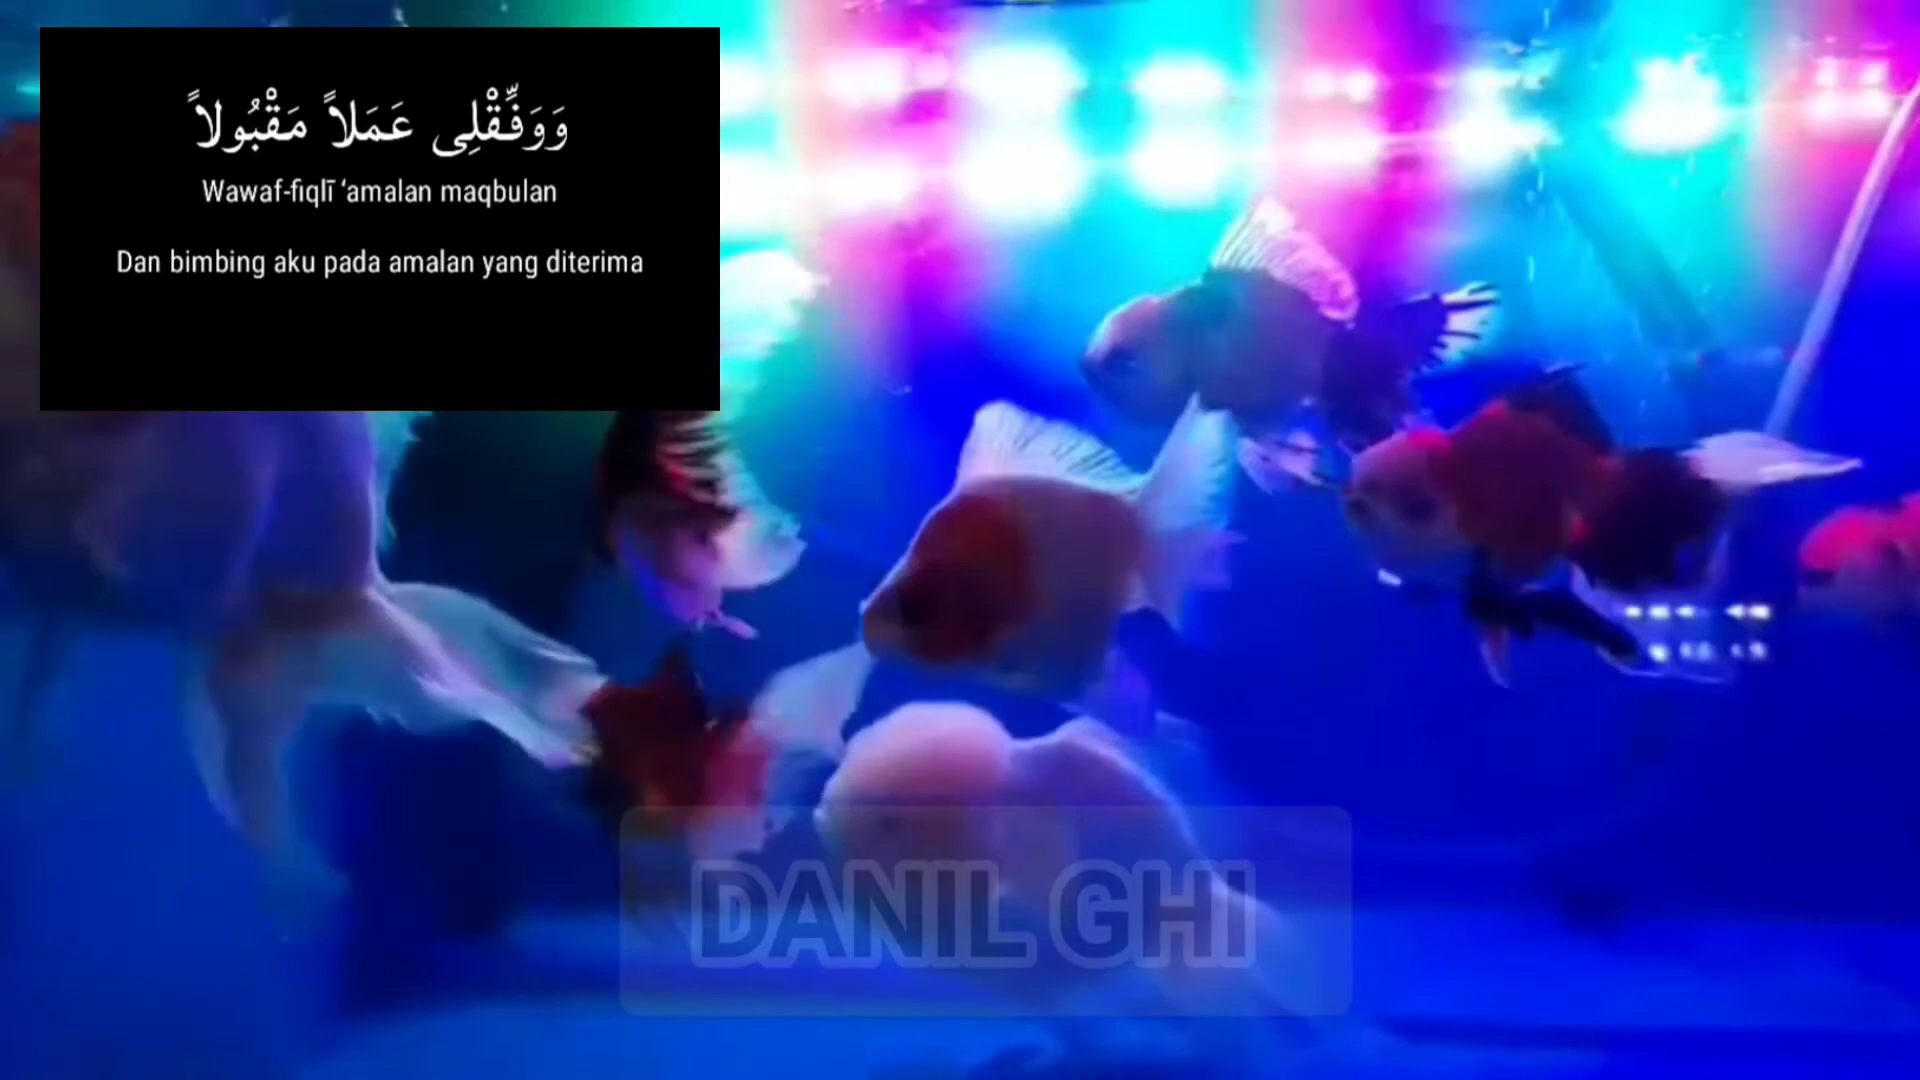 وَوَفِّقْلِى عَمَلاً مَقْبُولاً
Wawaf-fiqlī ‘amalan maqbulan
Dan bimbing aku pada amalan yang diterima
DANIL GHI